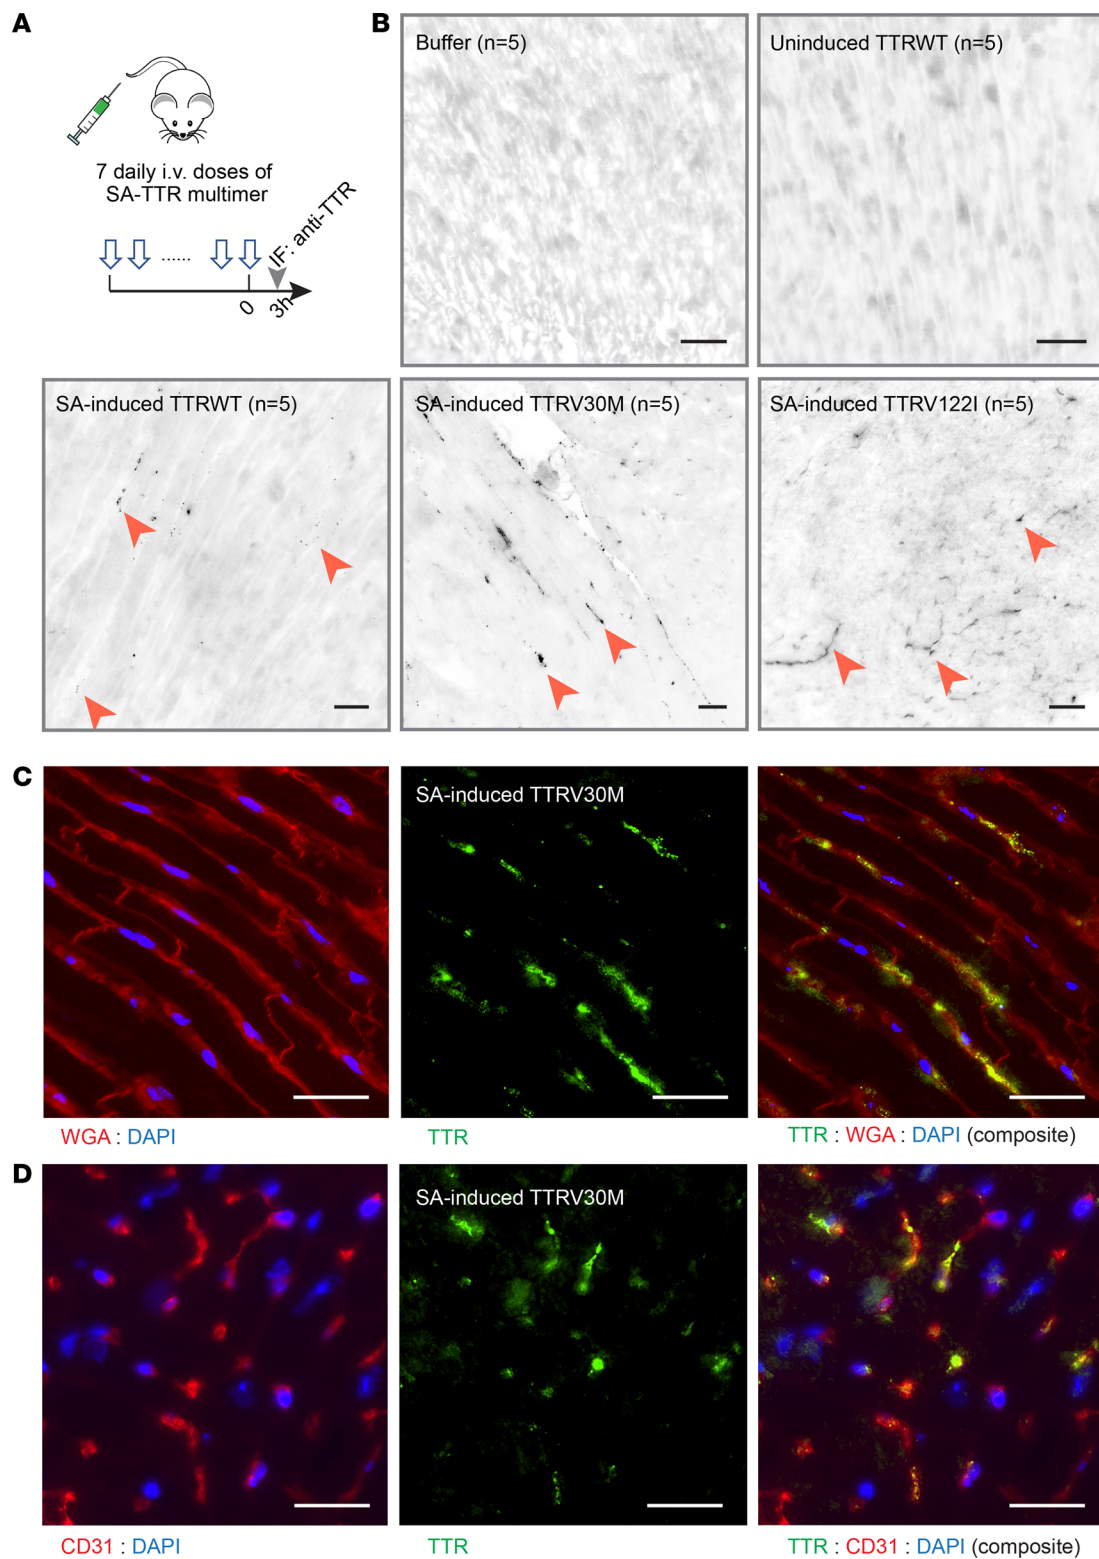 A
7 daily i.v. doses of
SA-TTR multimer
......
IF: anti-TTR
0
3h
B
Buffer (n=5)
Uninduced TTRWT (n=5)
SA-induced TTRWT (n=5)
SA-induced TTRV30M (n=5)
SA-induced TTRV122I (n=5)
C
SA-induced TTRV30M
WGA : DAPI
TTR
TTR : WGA : DAPI (composite)
D
SA-induced TTRV30M
CD31 : DAPI
TTR
TTR : CD31 : DAPI (composite)